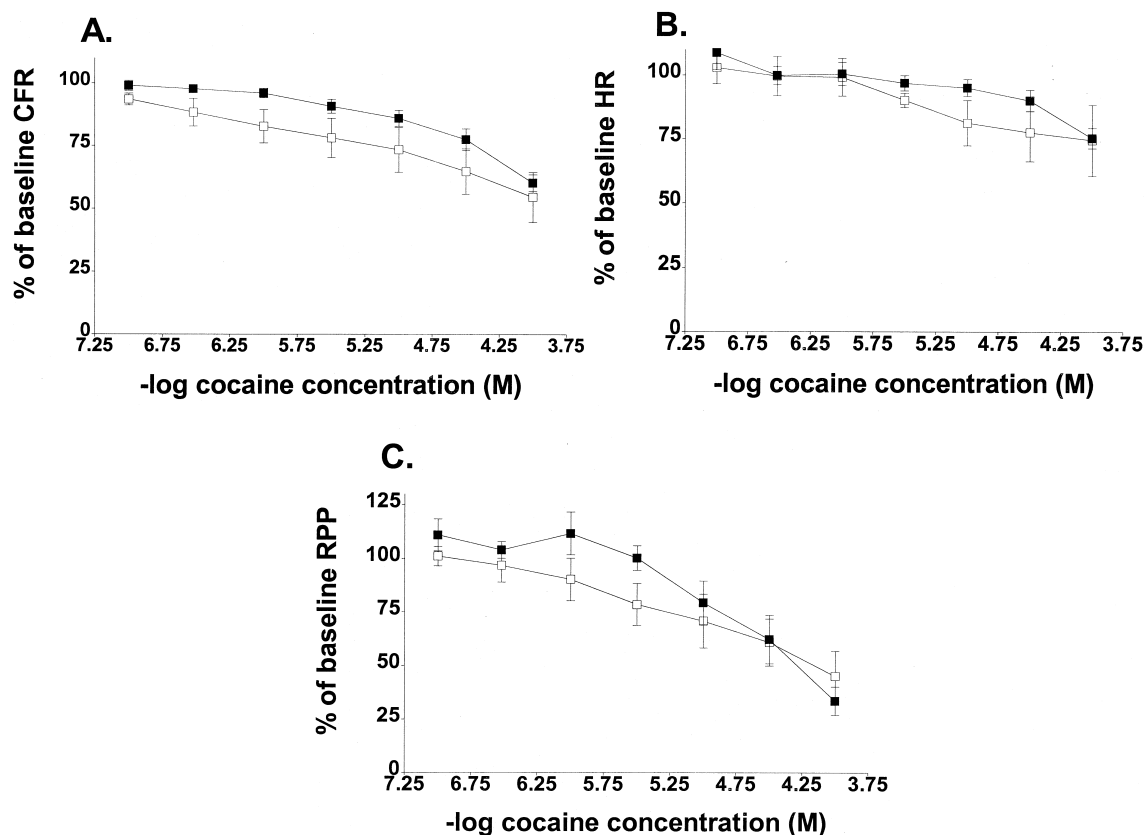 A.
% of baseline CFR
100
75
50
25
0
7.25 6.75 6.25 5.75 5.25 4.75 4.25 3.75
-log cocaine concentration (M)
B.
% of baseline HR
100
75
50
25
0
7.25 6.75 6.25 5.75 5.25 4.75 4.25 3.75
-log cocaine concentration (M)
C.
% of baseline RPP
125
100
75
50
25
0
7.25 6.75 6.25 5.75 5.25 4.75 4.25 3.75
-log cocaine concentration (M)